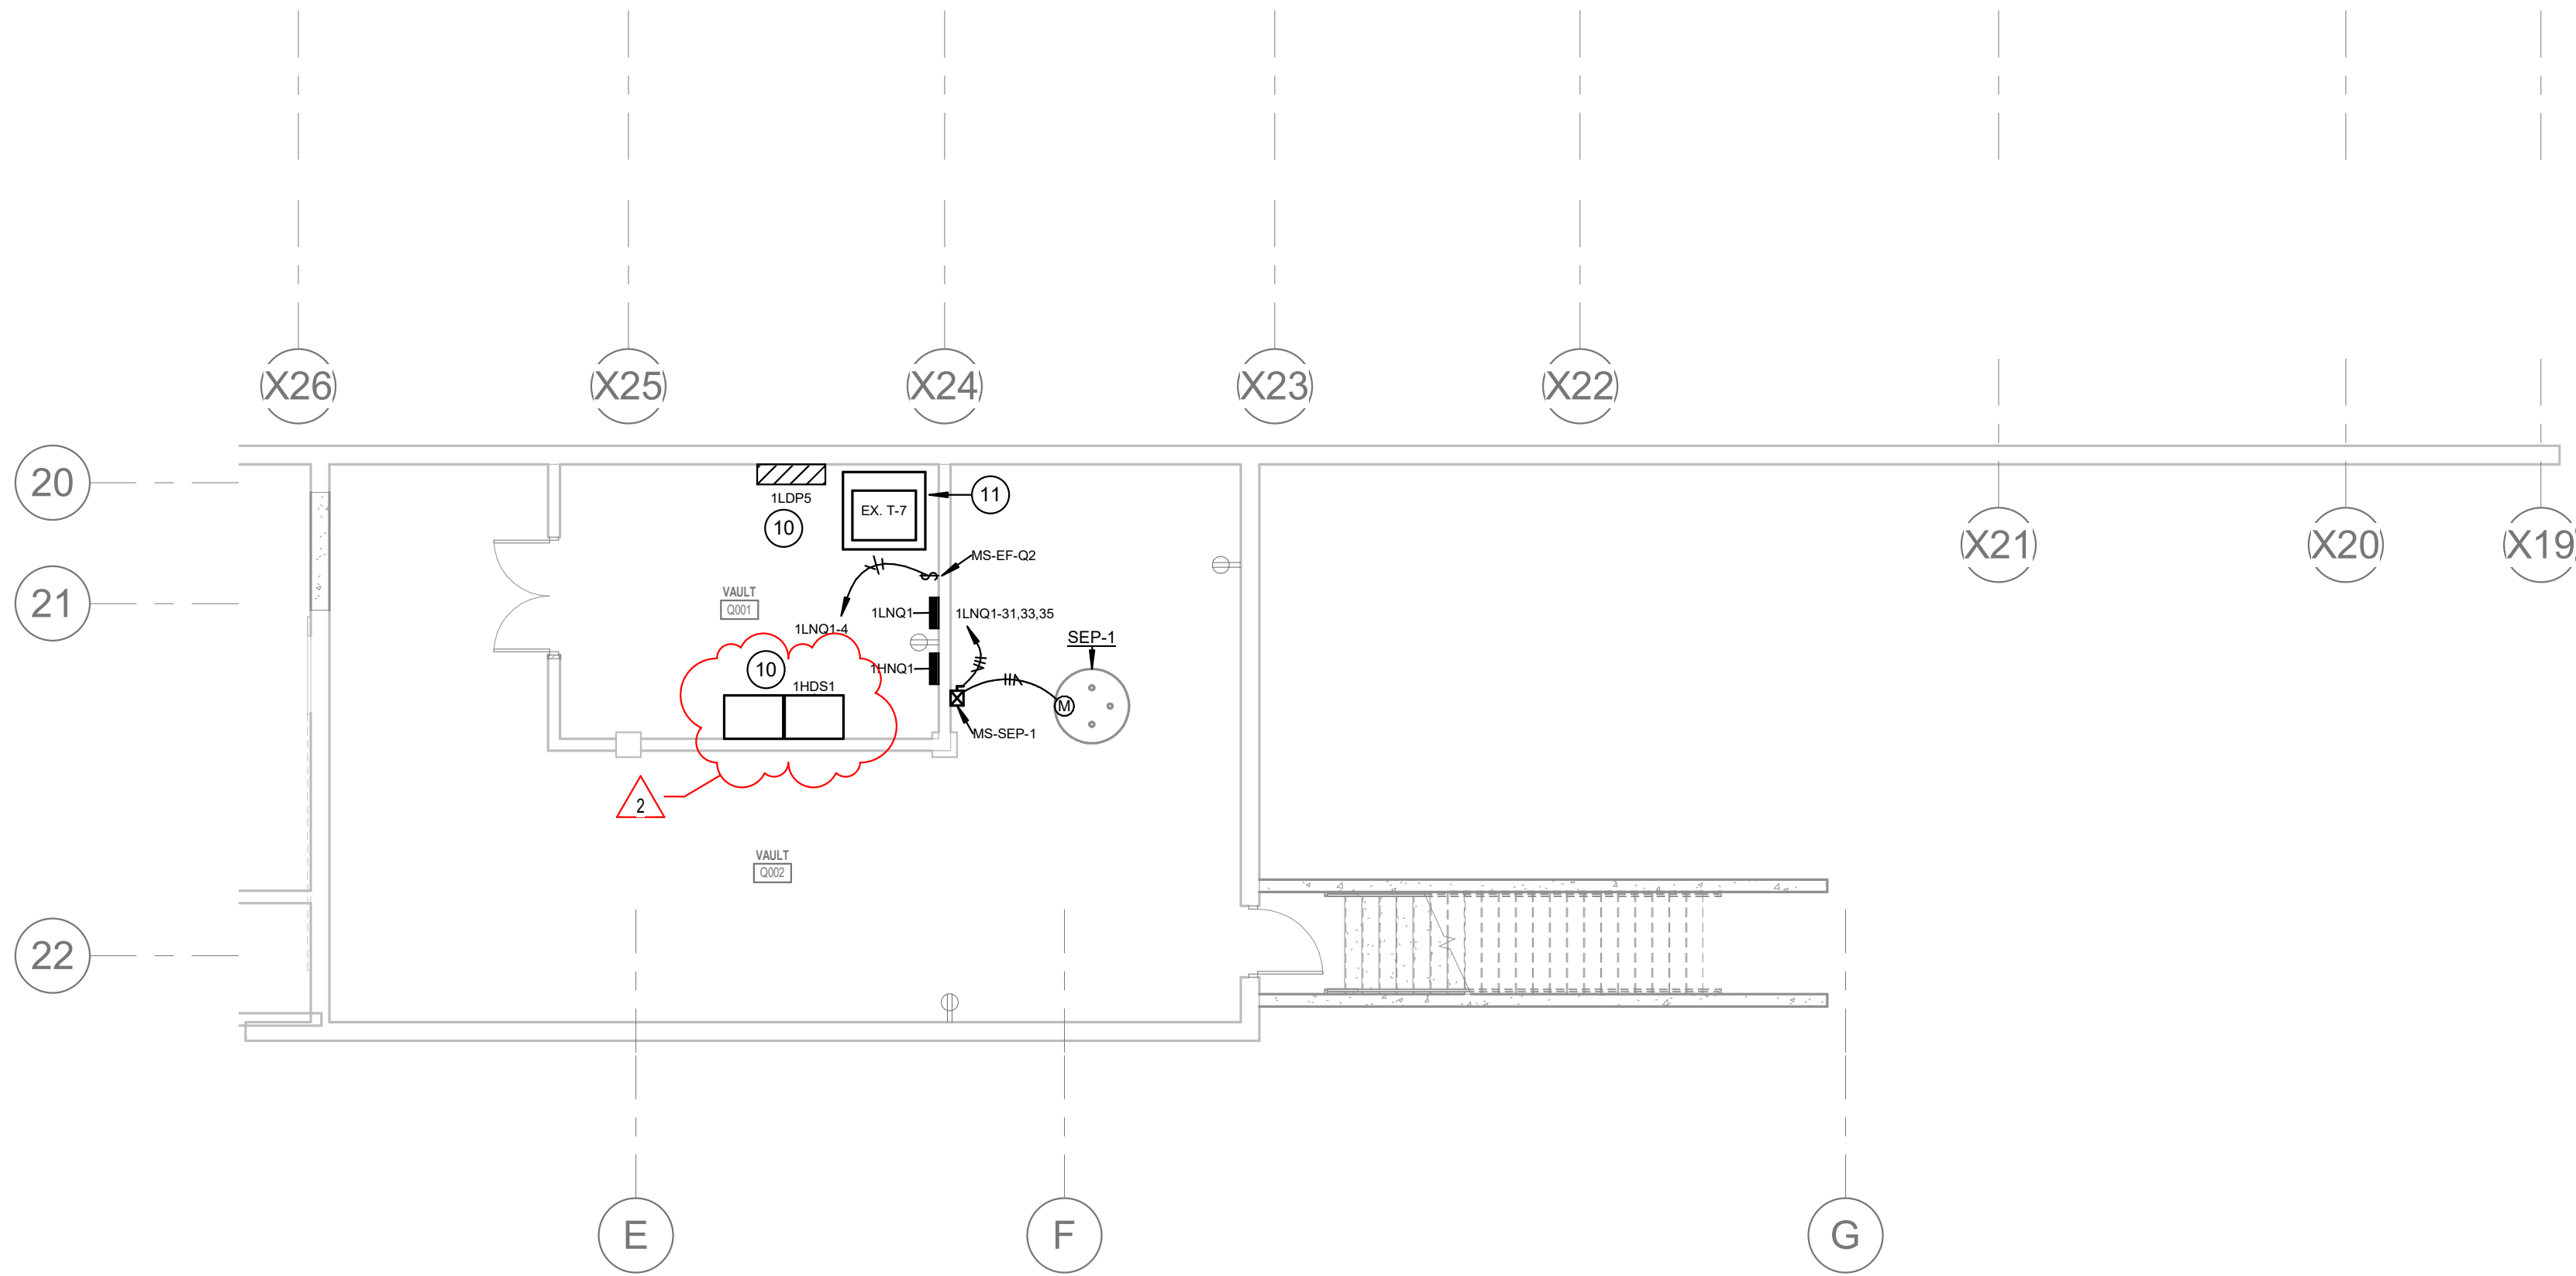 X26
X25
X24
X23
X22
20
X21
X20
X19
21
22
1LDP5
10
EX. T-7
11
MS-EF-Q2
VAULT
Q001
1LNQ1
1LNQ1-31,33,35
1LNQ1-4
SEP-1
10
1HNQ1
1HDS1
M
MS-SEP-1
2
VAULT
Q002
E
F
G